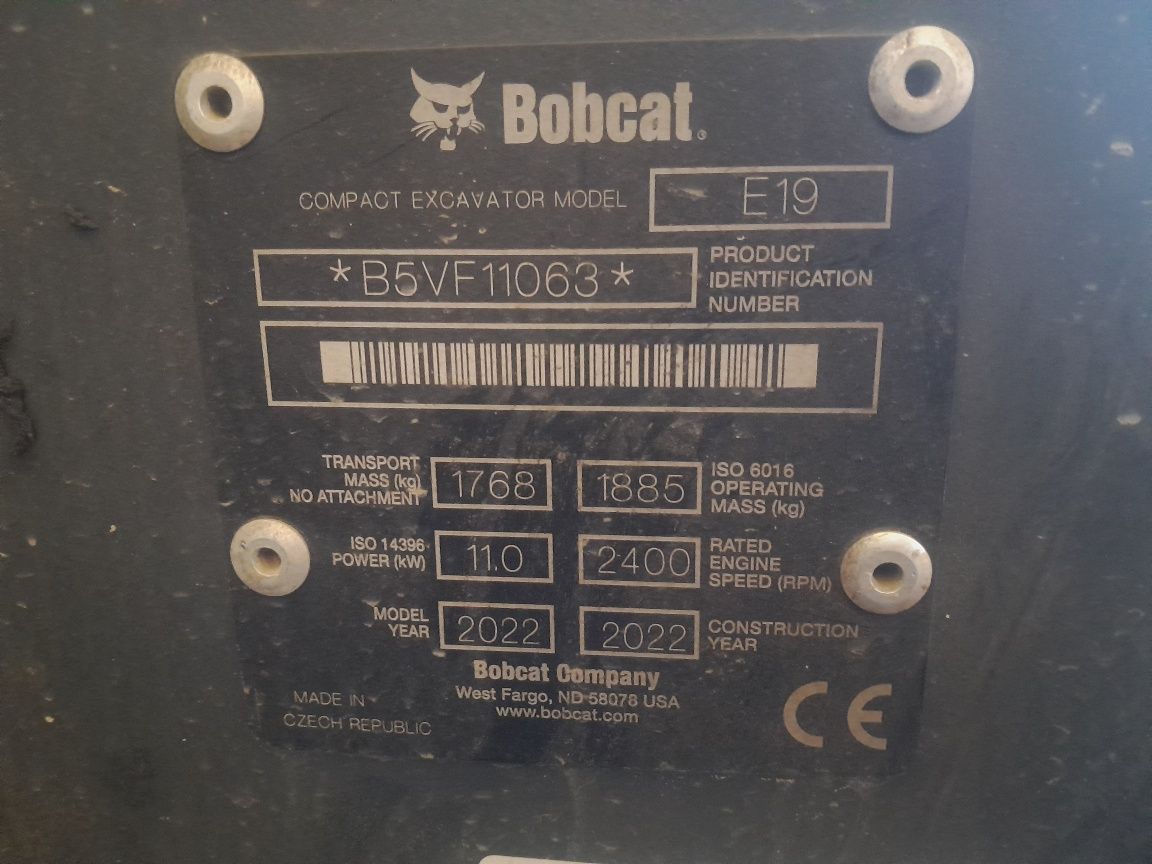 Bobcat®
COMPACT EXCAVATOR MODEL E19
*B5VF11063*
PRODUCT
IDENTIFICATION
NUMBER
TRANSPORT
MASS (kg)
NO ATTACHMENT
1768
1885
ISO 6016
OPERATING
MASS (kg)
ISO 14396
POWER (kW)
11.0
2400
RATED
ENGINE
SPEED (RPM)
MODEL
YEAR
2022
2022
CONSTRUCTION
YEAR
Bobcat Company
West Fargo, ND 58078 USA
www.bobcat.com
MADE IN
CZECH REPUBLIC
CE